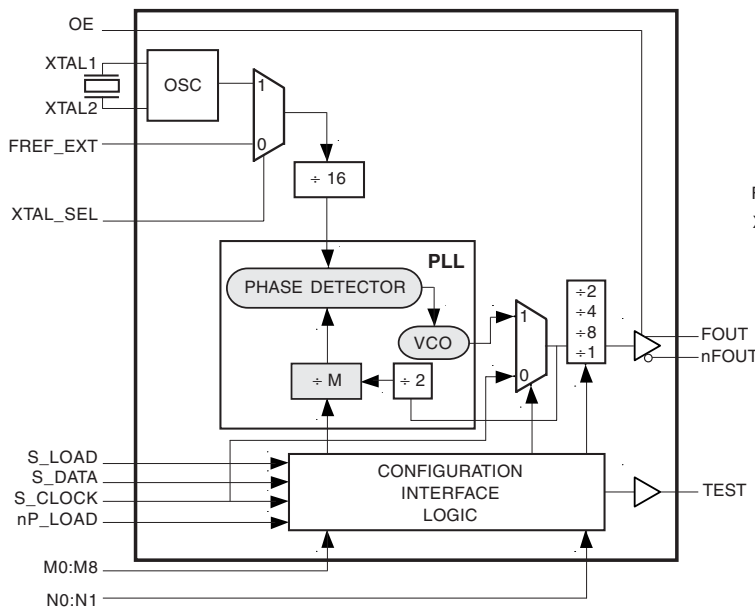 OE
XTAL1
OSC
XTAL2
1
0
FREF_EXT
÷ 16
XTAL_SEL
PLL
PHASE DETECTOR
VCO
÷ M
÷ 2
1
0
÷2
÷4
÷8
÷1
FOUT
nFOUT
S_LOAD
S_DATA
S_CLOCK
nP_LOAD
CONFIGURATION
INTERFACE
LOGIC
TEST
M0:M8
N0:N1